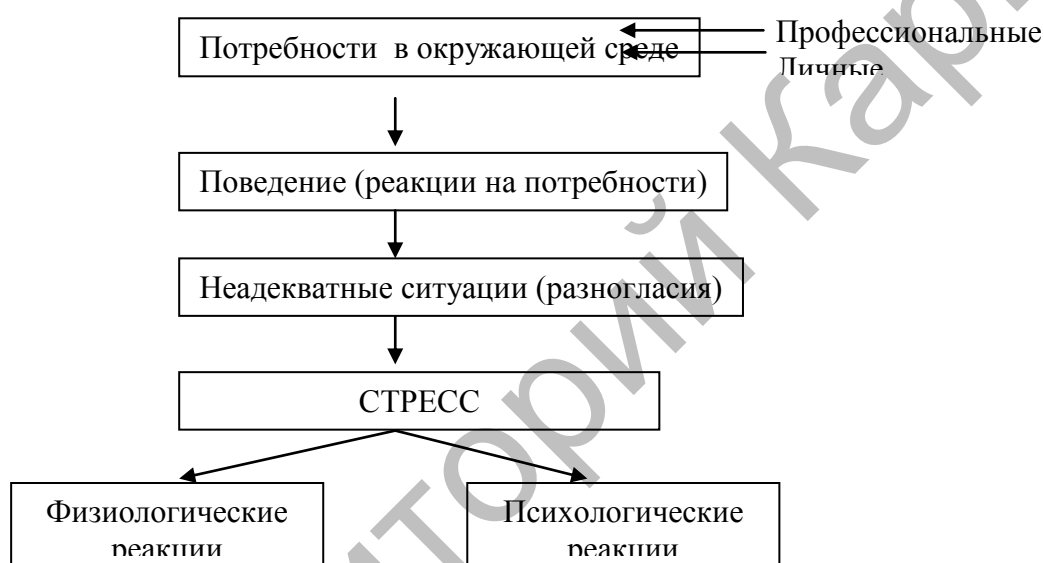 Потребности в окружающей среде
Профессиональные
Личные
Поведение (реакции на потребности)
Неадекватные ситуации (разногласия)
СТРЕСС
Физиологические
реакции
Психологические
реакции